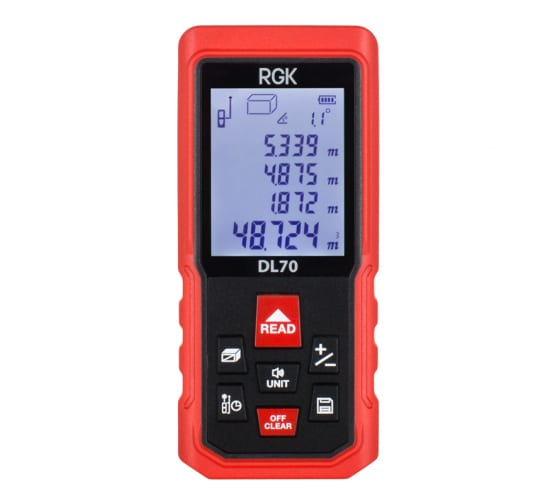 RGK
1.1°
5.339 m
4.875 m
1.872 m
48.724 m³
DL70
READ
+/−
UNIT
OFF
CLEAR